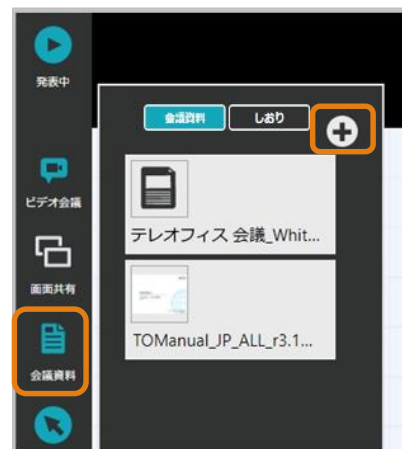 発表中
会議資料
しおり
ビデオ会議
テレオフィス 会議_Whit...
画面共有
TOManual_JP_ALL_r3.1...
会議資料